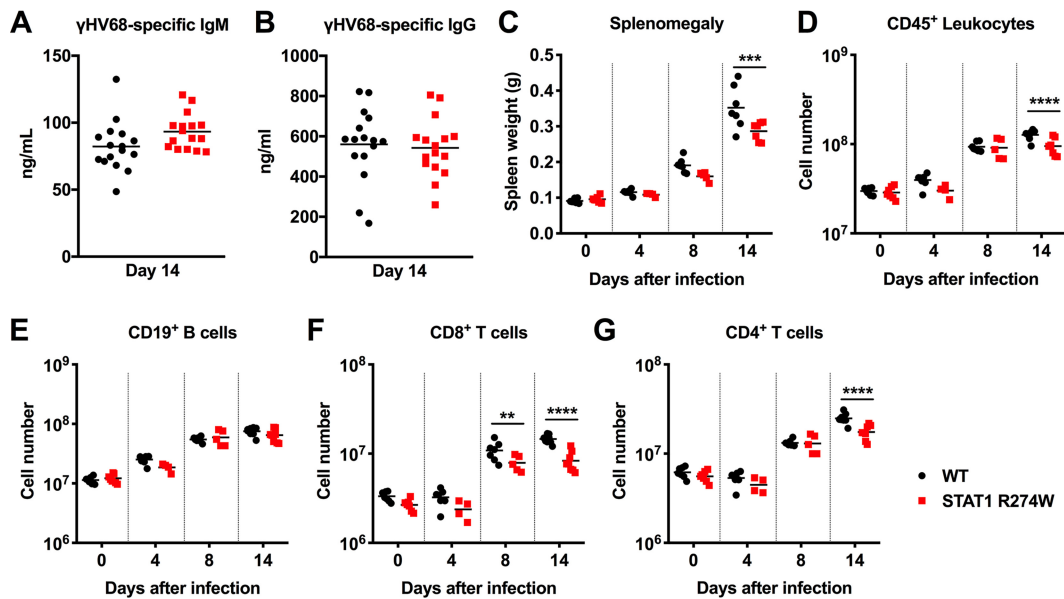 A
γHV68-specific IgM
150
100
50
0
ng/mL
Day 14
B
γHV68-specific IgG
1000
800
600
400
200
0
ng/ml
Day 14
C
Splenomegaly
0.5
0.4
0.3
0.2
0.1
0.0
Spleen weight (g)
***
0 4 8 14
Days after infection
D
CD45⁺ Leukocytes
10⁹
10⁸
10⁷
Cell number
****
0 4 8 14
Days after infection
E
CD19⁺ B cells
10⁹
10⁸
10⁷
10⁶
Cell number
0 4 8 14
Days after infection
F
CD8⁺ T cells
10⁸
10⁷
10⁶
Cell number
** ****
0 4 8 14
Days after infection
G
CD4⁺ T cells
10⁸
10⁷
10⁶
Cell number
****
0 4 8 14
Days after infection
WT
STAT1 R274W